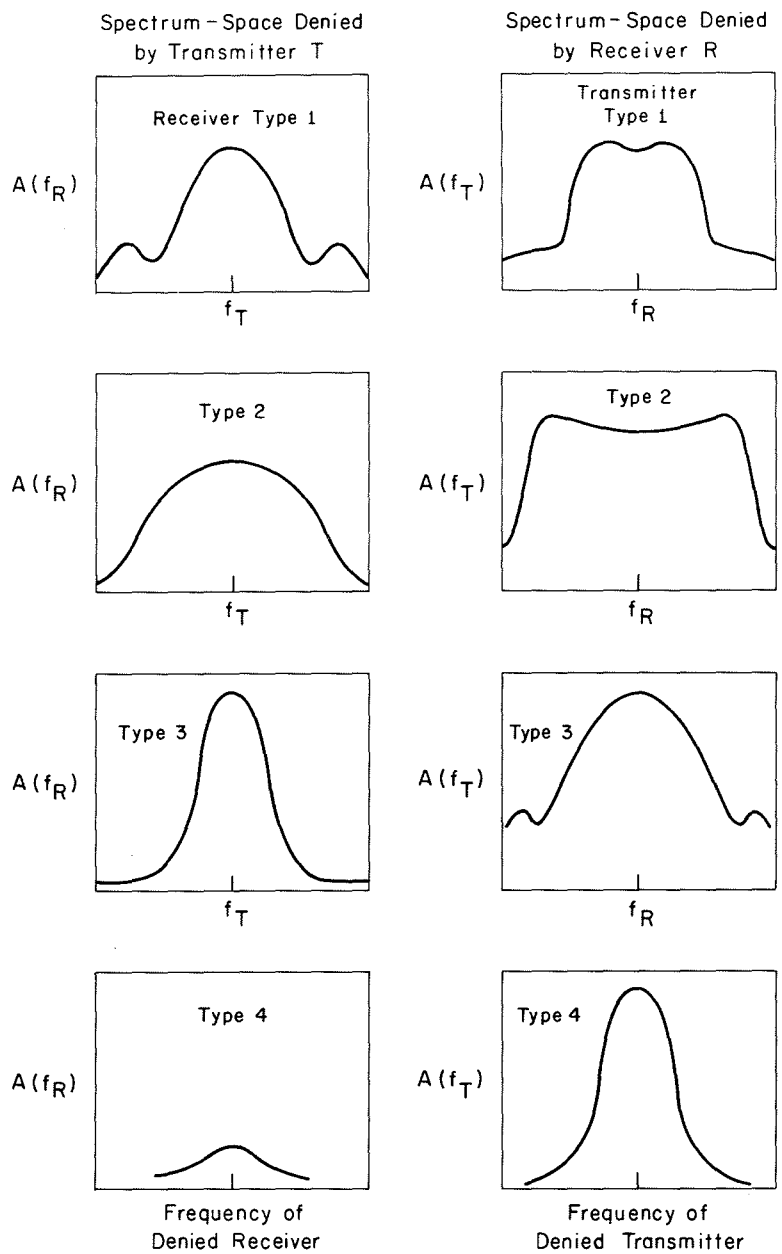 Spectrum-Space Denied
by Transmitter T
Spectrum-Space Denied
by Receiver R
Receiver Type 1
A(f_R)
f_T
Transmitter
Type 1
A(f_T)
f_R
Type 2
A(f_R)
f_T
Type 2
A(f_T)
f_R
Type 3
A(f_R)
f_T
Type 3
A(f_T)
f_R
Type 4
A(f_R)
Frequency of
Denied Receiver
Type 4
A(f_T)
Frequency of
Denied Transmitter